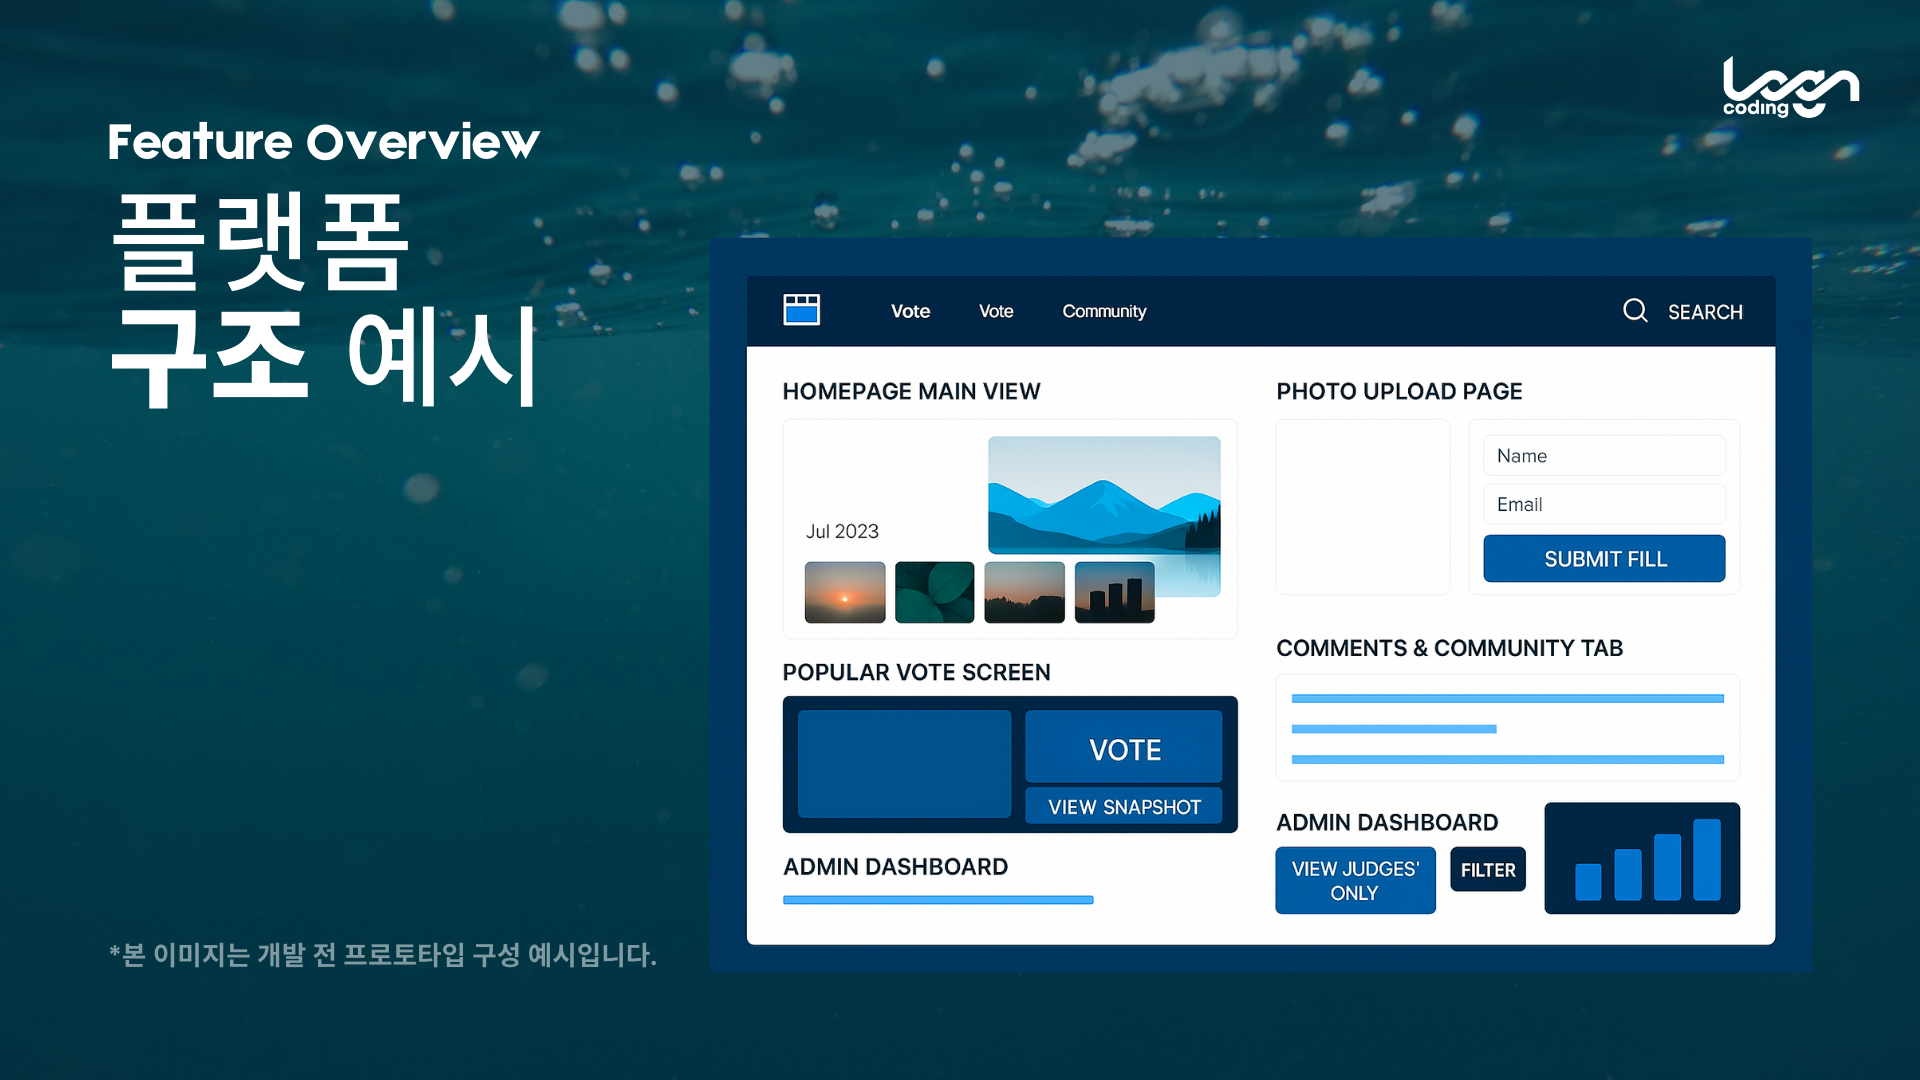 Feature Overview
플랫폼
구조 예시
*본 이미지는 개발 전 프로토타입 구성 예시입니다.
coding
Vote
Vote
Community
SEARCH
HOMEPAGE MAIN VIEW
Jul 2023
POPULAR VOTE SCREEN
VOTE
VIEW SNAPSHOT
ADMIN DASHBOARD
PHOTO UPLOAD PAGE
Name
Email
SUBMIT FILL
COMMENTS & COMMUNITY TAB
ADMIN DASHBOARD
VIEW JUDGES'
ONLY
FILTER